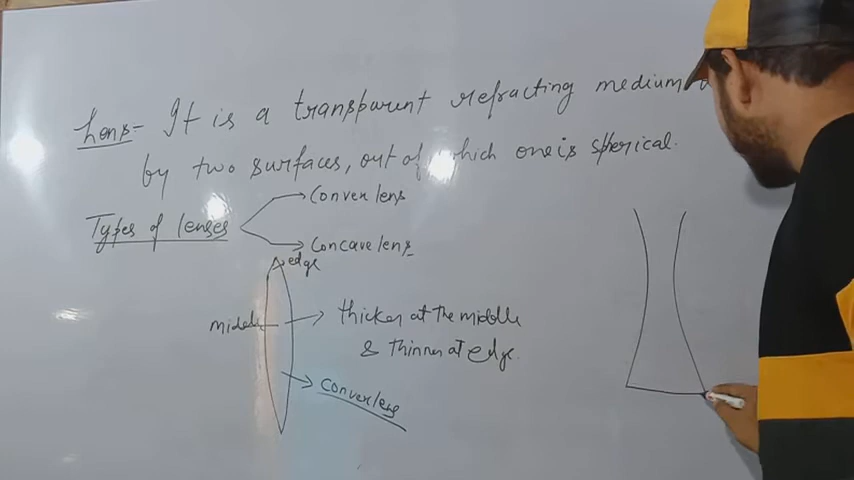 Lens- It is a transparent refracting medium
by two surfaces, out of which one is spherical.
Types of lenses
Convex lens
Concave lens
edge
middle
thicker at the middle
& thinner at edge.
Convex lens